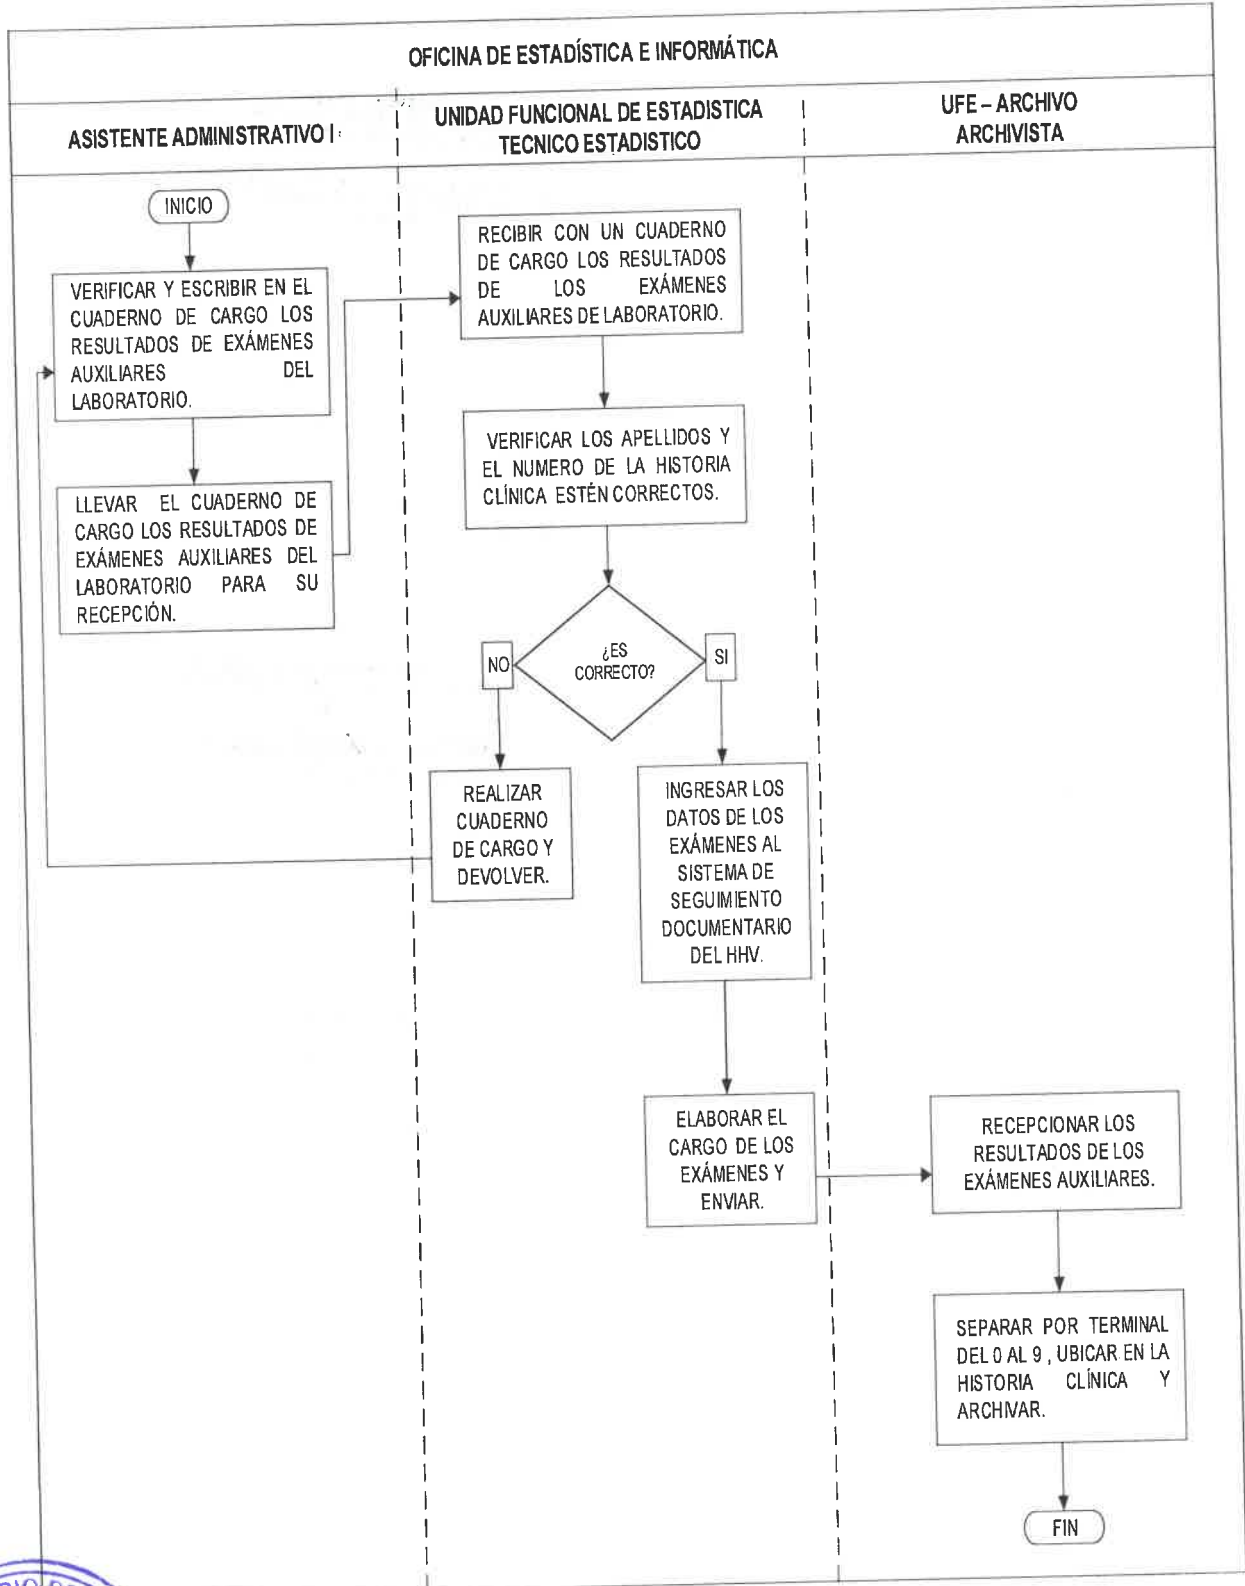 OFICINA DE ESTADÍSTICA E INFORMÁTICA
ASISTENTE ADMINISTRATIVO I
UNIDAD FUNCIONAL DE ESTADISTICA
TECNICO ESTADISTICO
UFE – ARCHIVO
ARCHIVISTA
INICIO
VERIFICAR Y ESCRIBIR EN EL
CUADERNO DE CARGO LOS
RESULTADOS DE EXÁMENES
AUXILIARES DEL
LABORATORIO.
LLEVAR EL CUADERNO DE
CARGO LOS RESULTADOS DE
EXÁMENES AUXILIARES DEL
LABORATORIO PARA SU
RECEPCIÓN.
RECIBIR CON UN CUADERNO
DE CARGO LOS RESULTADOS
DE LOS EXÁMENES
AUXILIARES DE LABORATORIO.
VERIFICAR LOS APELLIDOS Y
EL NUMERO DE LA HISTORIA
CLÍNICA ESTÉN CORRECTOS.
¿ES
CORRECTO?
NO
SI
REALIZAR
CUADERNO
DE CARGO Y
DEVOLVER.
INGRESAR LOS
DATOS DE LOS
EXÁMENES AL
SISTEMA DE
SEGUIMIENTO
DOCUMENTARIO
DEL HHV.
ELABORAR EL
CARGO DE LOS
EXÁMENES Y
ENVIAR.
RECEPCIONAR LOS
RESULTADOS DE LOS
EXÁMENES AUXILIARES.
SEPARAR POR TERMINAL
DEL 0 AL 9 , UBICAR EN LA
HISTORIA CLÍNICA Y
ARCHIVAR.
FIN